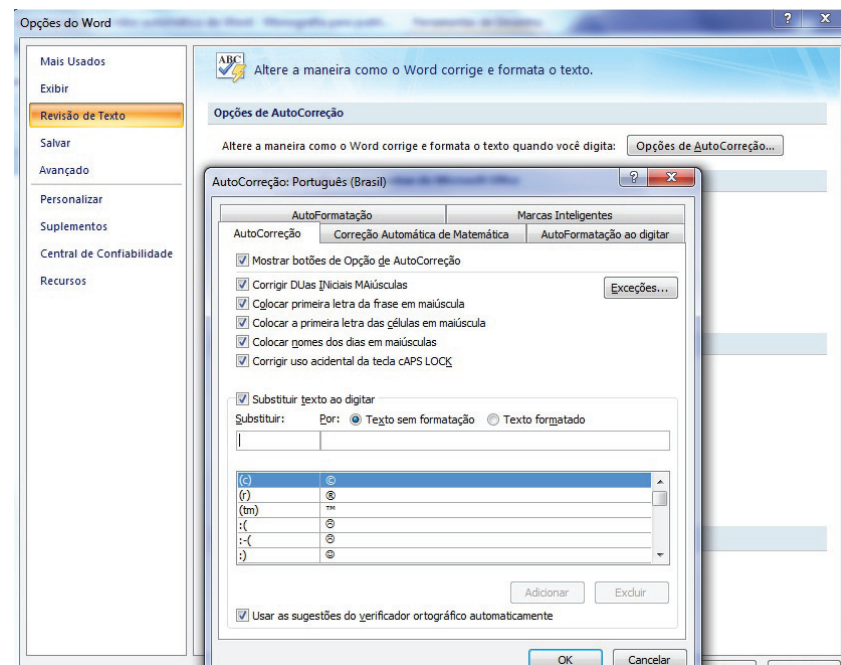 Opções do Word
? X
Mais Usados
Exibir
Revisão de Texto
Salvar
Avançado
Personalizar
Suplementos
Central de Confiabilidade
Recursos
ABC
Altere a maneira como o Word corrige e formata o texto.
Opções de AutoCorreção
Altere a maneira como o Word corrige e formata o texto quando você digita: Opções de AutoCorreção...
AutoCorreção: Português (Brasil)
? X
AutoFormatação Marcas Inteligentes
AutoCorreção Correção Automática de Matemática AutoFormatação ao digitar
Mostrar botões de Opção de AutoCorreção
Corrigir DUas INiciais MAiúsculas Exceções...
Colocar primeira letra da frase em maiúscula
Colocar a primeira letra das células em maiúscula
Colocar nomes dos dias em maiúsculas
Corrigir uso acidental da tecla cAPS LOCK
Substituir texto ao digitar
Substituir: Por: Texto sem formatação Texto formatado
(c) ©
(r) ®
(tm) ™
:( ☹
:-( ☹
:) ☺
Adicionar Excluir
Usar as sugestões do verificador ortográfico automaticamente
OK Cancelar